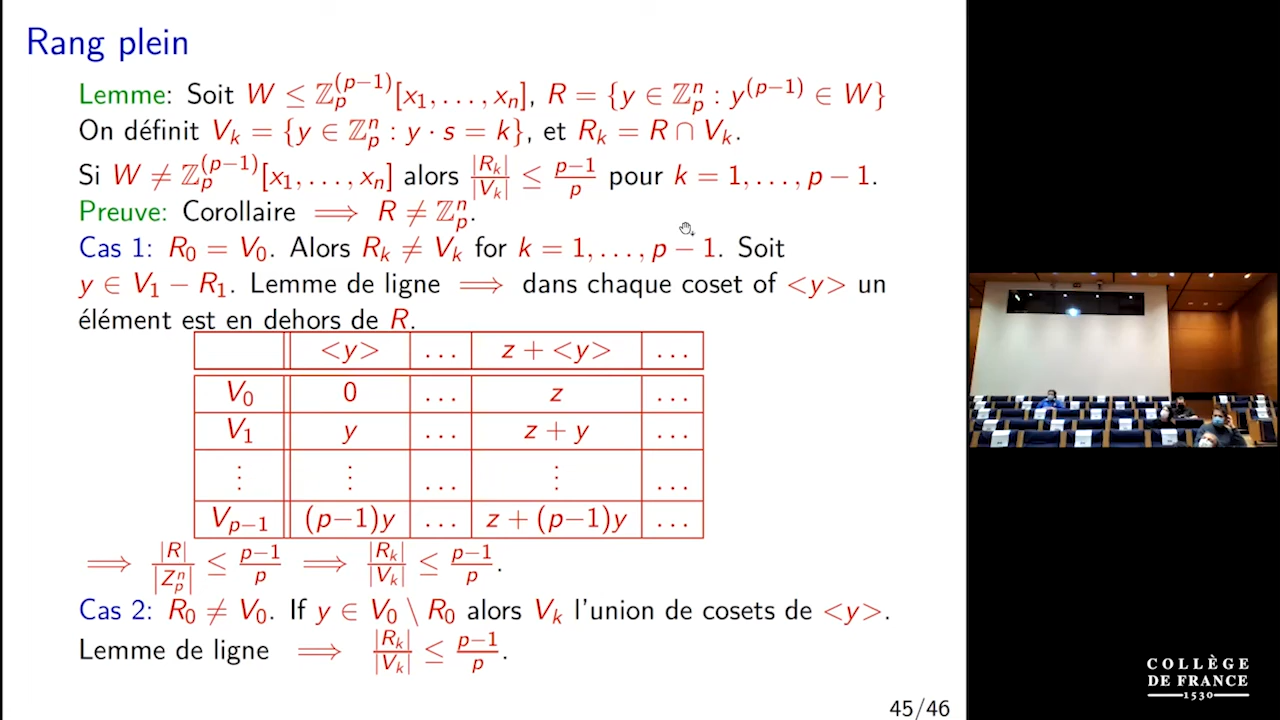 Rang plein
Lemme: Soit W ≤ ℤ_p^{(p−1)}[x_1, …, x_n], R = {y ∈ ℤ_p^n : y^{(p−1)} ∈ W}
On définit V_k = {y ∈ ℤ_p^n : y · s = k}, et R_k = R ∩ V_k.
Si W ≠ ℤ_p^{(p−1)}[x_1, …, x_n] alors |R_k|/|V_k| ≤ (p−1)/p pour k = 1, …, p − 1.
Preuve: Corollaire ⟹ R ≠ ℤ_p^n.
Cas 1: R_0 = V_0. Alors R_k ≠ V_k for k = 1, …, p − 1. Soit
y ∈ V_1 − R_1. Lemme de ligne ⟹ dans chaque coset of <y> un
élément est en dehors de R.
<y> … z + <y> …
V_0 0 … z …
V_1 y … z + y …
⋮ ⋮ … ⋮ …
V_{p−1} (p−1)y … z + (p−1)y …
⟹ |R|/|Z_p^n| ≤ (p−1)/p ⟹ |R_k|/|V_k| ≤ (p−1)/p.
Cas 2: R_0 ≠ V_0. If y ∈ V_0 \ R_0 alors V_k l'union de cosets de <y>.
Lemme de ligne ⟹ |R_k|/|V_k| ≤ (p−1)/p.
45/46
COLLÈGE
DE FRANCE
1530